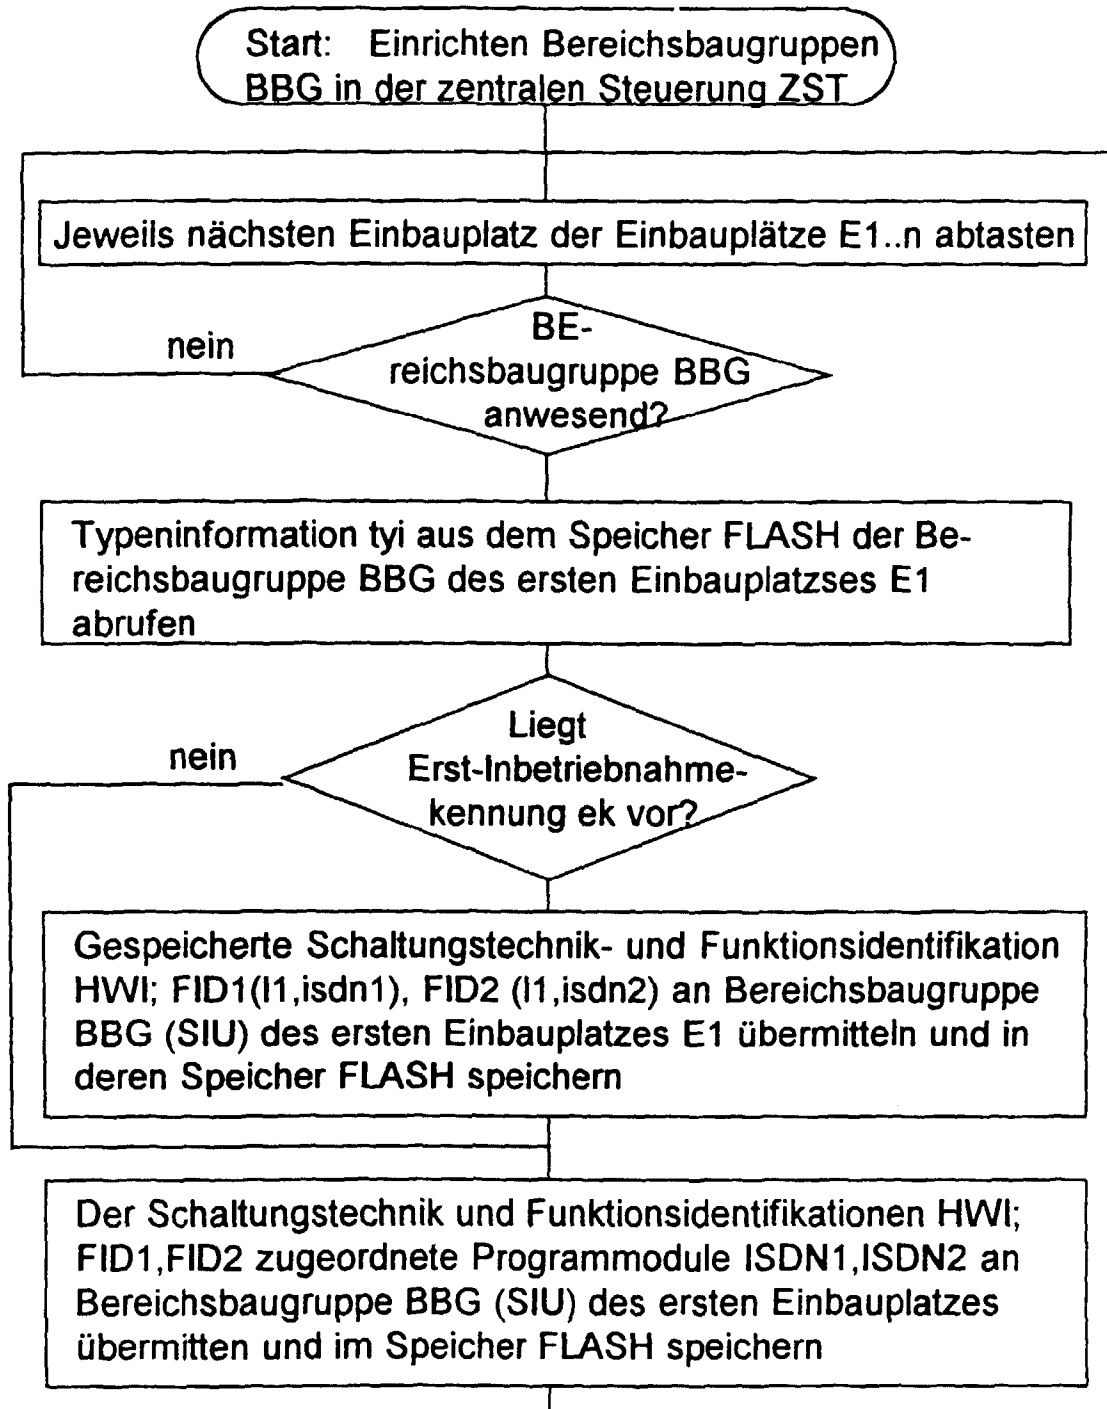 Start: Einrichten Bereichsbaugruppen
BBG in der zentralen Steuerung ZST
Jeweils nächsten Einbauplatz der Einbauplätze E1..n abtasten
BE-
nein
reichsbaugruppe BBG
anwesend?
Typeninformation tyi aus dem Speicher FLASH der Be-
reichsbaugruppe BBG des ersten Einbauplatzses E1
abrufen
Liegt
nein
Erst-Inbetriebnahme-
kennung ek vor?
Gespeicherte Schaltungstechnik- und Funktionsidentifikation
HWI; FID1(I1,isdn1), FID2 (I1,isdn2) an Bereichsbaugruppe
BBG (SIU) des ersten Einbauplatzes E1 übermitteln und in
deren Speicher FLASH speichern
Der Schaltungstechnik und Funktionsidentifikationen HWI;
FID1,FID2 zugeordnete Programmodule ISDN1,ISDN2 an
Bereichsbaugruppe BBG (SIU) des ersten Einbauplatzes
übermitten und im Speicher FLASH speichern